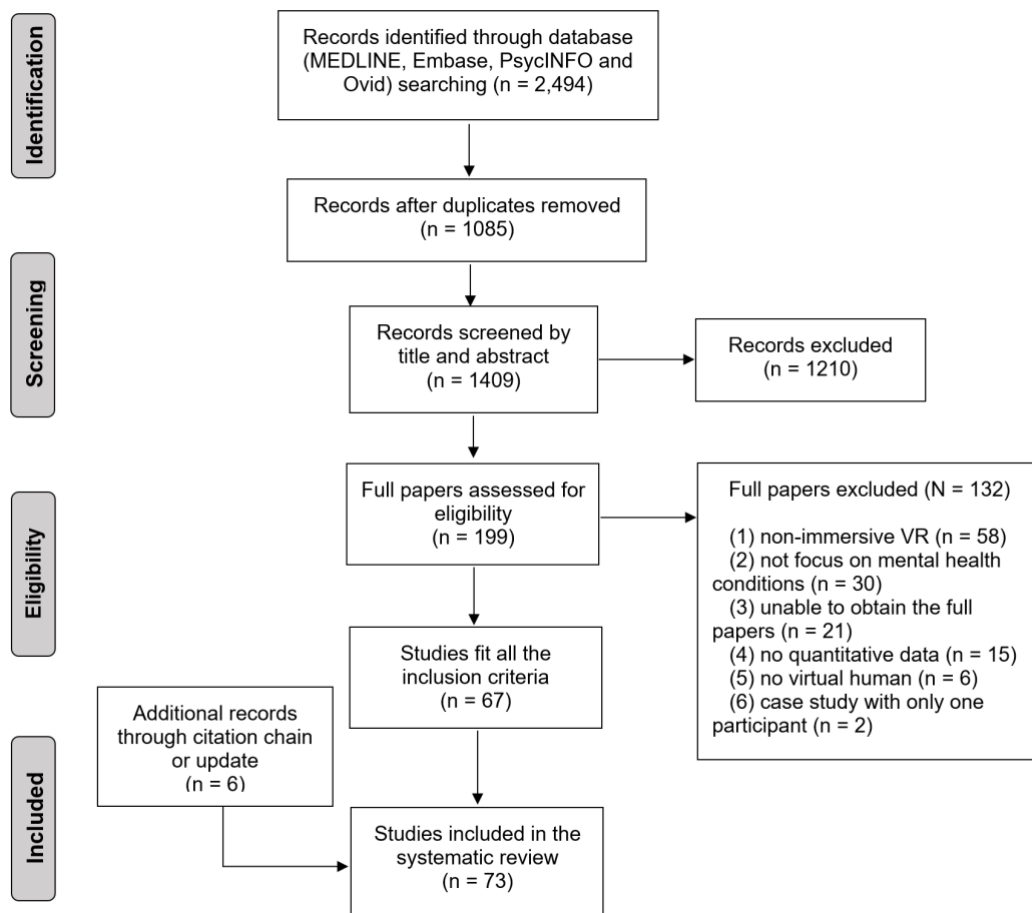 Identification
Records identified through database
(MEDLINE, Embase, PsycINFO and
Ovid) searching (n = 2,494)
Records after duplicates removed
(n = 1085)
Screening
Records screened by
title and abstract
(n = 1409)
Records excluded
(n = 1210)
Eligibility
Full papers assessed for
eligibility
(n = 199)
Full papers excluded (N = 132)
(1) non-immersive VR (n = 58)
(2) not focus on mental health
conditions (n = 30)
(3) unable to obtain the full
papers (n = 21)
(4) no quantitative data (n = 15)
(5) no virtual human (n = 6)
(6) case study with only one
participant (n = 2)
Studies fit all the
inclusion criteria
(n = 67)
Included
Additional records
through citation chain
or update
(n = 6)
Studies included in the
systematic review
(n = 73)